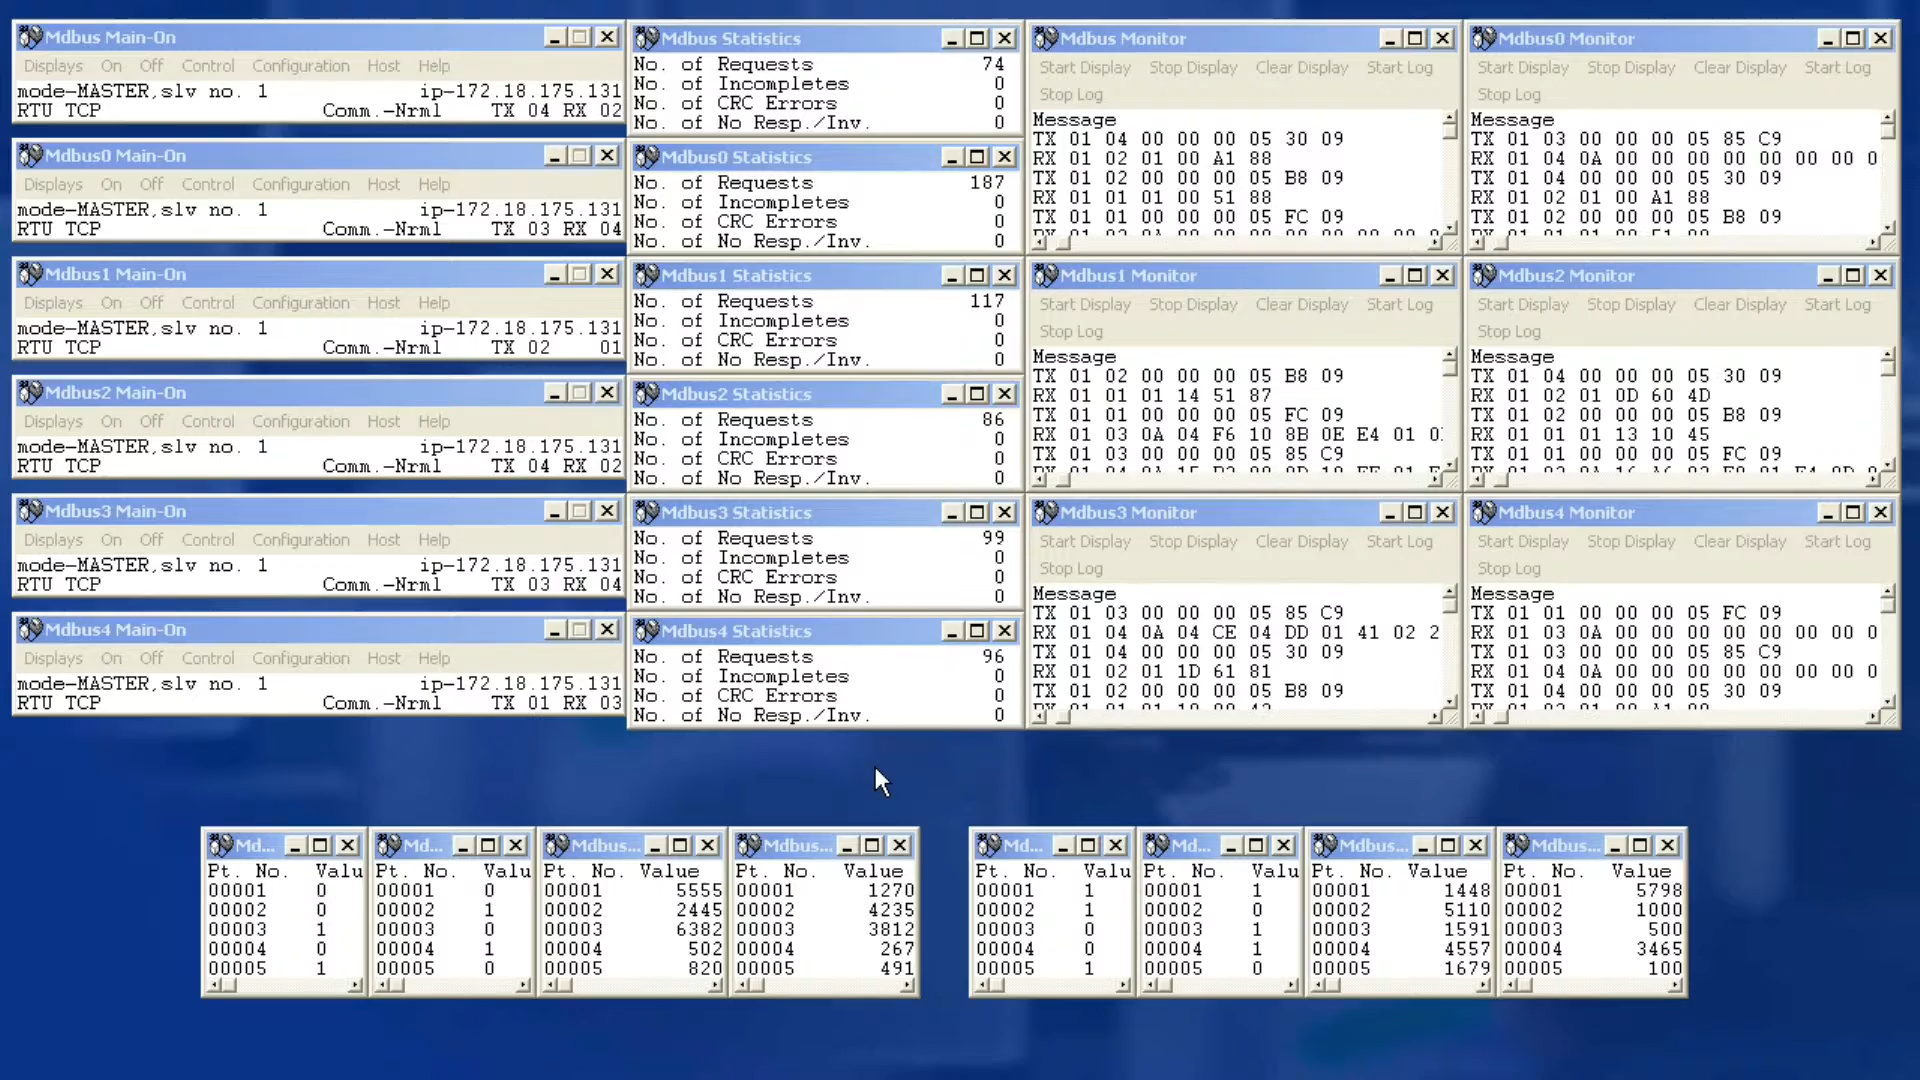 Mdbus Main-On
Displays On Off Control Configuration Host Help
mode-MASTER,slv no. 1 ip-172.18.175.131
RTU TCP Comm.-Nrml TX 04 RX 02
Mdbus0 Main-On
Displays On Off Control Configuration Host Help
mode-MASTER,slv no. 1 ip-172.18.175.131
RTU TCP Comm.-Nrml TX 03 RX 04
Mdbus1 Main-On
Displays On Off Control Configuration Host Help
mode-MASTER,slv no. 1 ip-172.18.175.131
RTU TCP Comm.-Nrml TX 02 01
Mdbus2 Main-On
Displays On Off Control Configuration Host Help
mode-MASTER,slv no. 1 ip-172.18.175.131
RTU TCP Comm.-Nrml TX 04 RX 02
Mdbus3 Main-On
Displays On Off Control Configuration Host Help
mode-MASTER,slv no. 1 ip-172.18.175.131
RTU TCP Comm.-Nrml TX 03 RX 04
Mdbus4 Main-On
Displays On Off Control Configuration Host Help
mode-MASTER,slv no. 1 ip-172.18.175.131
RTU TCP Comm.-Nrml TX 01 RX 03
Mdbus Statistics
No. of Requests 74
No. of Incompletes 0
No. of CRC Errors 0
No. of No Resp./Inv. 0
Mdbus0 Statistics
No. of Requests 187
No. of Incompletes 0
No. of CRC Errors 0
No. of No Resp./Inv. 0
Mdbus1 Statistics
No. of Requests 117
No. of Incompletes 0
No. of CRC Errors 0
No. of No Resp./Inv. 0
Mdbus2 Statistics
No. of Requests 86
No. of Incompletes 0
No. of CRC Errors 0
No. of No Resp./Inv. 0
Mdbus3 Statistics
No. of Requests 99
No. of Incompletes 0
No. of CRC Errors 0
No. of No Resp./Inv. 0
Mdbus4 Statistics
No. of Requests 96
No. of Incompletes 0
No. of CRC Errors 0
No. of No Resp./Inv. 0
Mdbus Monitor
Start Display Stop Display Clear Display Start Log
Stop Log
Message
TX 01 04 00 00 00 05 30 09
RX 01 02 01 00 A1 88
TX 01 02 00 00 00 05 B8 09
RX 01 01 01 00 51 88
TX 01 01 00 00 00 05 FC 09
Mdbus0 Monitor
Start Display Stop Display Clear Display Start Log
Stop Log
Message
TX 01 03 00 00 00 05 85 C9
RX 01 04 0A 00 00 00 00 00 00 00 0
TX 01 04 00 00 00 05 30 09
RX 01 02 01 00 A1 88
TX 01 02 00 00 00 05 B8 09
Mdbus1 Monitor
Start Display Stop Display Clear Display Start Log
Stop Log
Message
TX 01 02 00 00 00 05 B8 09
RX 01 01 01 14 51 87
TX 01 01 00 00 00 05 FC 09
RX 01 03 0A 04 F6 10 8B 0E E4 01 0
TX 01 03 00 00 00 05 85 C9
Mdbus2 Monitor
Start Display Stop Display Clear Display Start Log
Stop Log
Message
TX 01 04 00 00 00 05 30 09
RX 01 02 01 0D 60 4D
TX 01 02 00 00 00 05 B8 09
RX 01 01 01 13 10 45
TX 01 01 00 00 00 05 FC 09
Mdbus3 Monitor
Start Display Stop Display Clear Display Start Log
Stop Log
Message
TX 01 03 00 00 00 05 85 C9
RX 01 04 0A 04 CE 04 DD 01 41 02 2
TX 01 04 00 00 00 05 30 09
RX 01 02 01 1D 61 81
TX 01 02 00 00 00 05 B8 09
Mdbus4 Monitor
Start Display Stop Display Clear Display Start Log
Stop Log
Message
TX 01 01 00 00 00 05 FC 09
RX 01 03 0A 00 00 00 00 00 00 00 0
TX 01 03 00 00 00 05 85 C9
RX 01 04 0A 00 00 00 00 00 00 00 0
TX 01 04 00 00 00 05 30 09
Md...
Pt. No. Valu
00001 0
00002 0
00003 1
00004 0
00005 1
Md...
Pt. No. Valu
00001 0
00002 1
00003 0
00004 1
00005 0
Mdbus...
Pt. No. Value
00001 5555
00002 2445
00003 6382
00004 502
00005 820
Mdbus...
Pt. No. Value
00001 1270
00002 4235
00003 3812
00004 267
00005 491
Md...
Pt. No. Valu
00001 1
00002 1
00003 0
00004 0
00005 1
Md...
Pt. No. Valu
00001 1
00002 0
00003 1
00004 1
00005 0
Mdbus...
Pt. No. Value
00001 1448
00002 5110
00003 1591
00004 4557
00005 1679
Mdbus...
Pt. No. Value
00001 5798
00002 1000
00003 500
00004 3465
00005 100